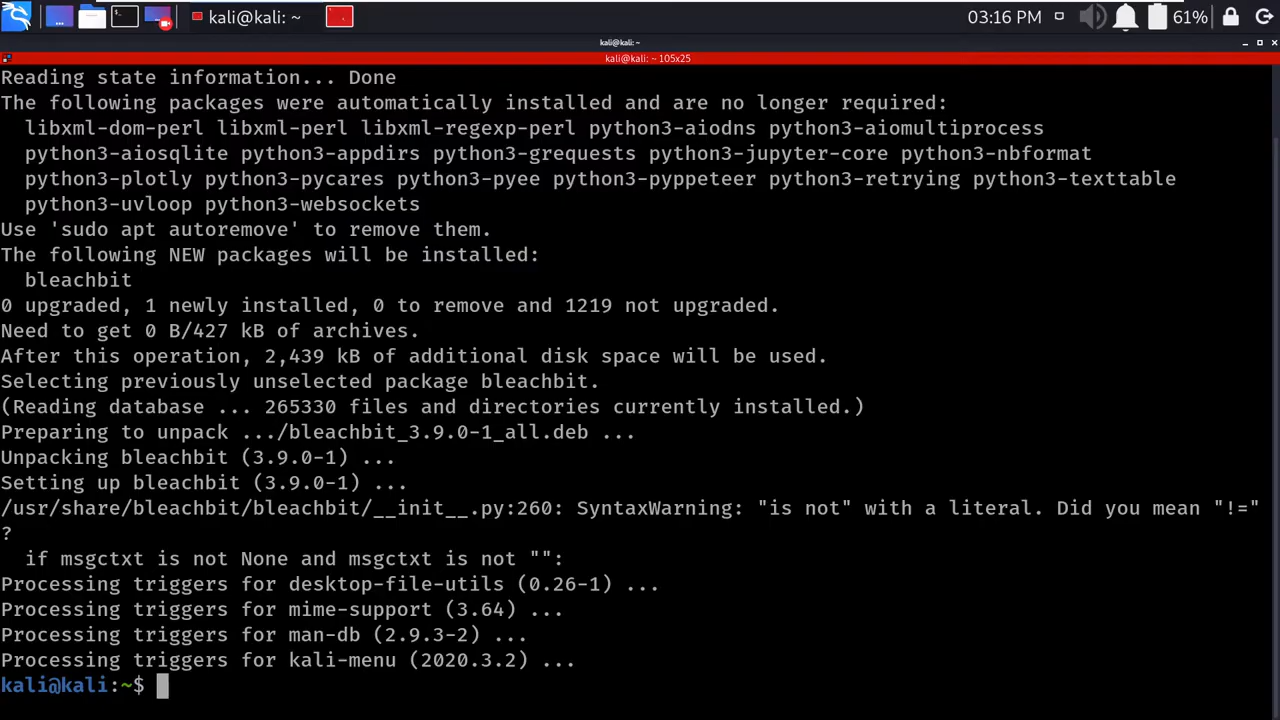 kali@kali: ~
03:16 PM
61%
kali@kali: ~
kali@kali: ~ 105x25
Reading state information... Done
The following packages were automatically installed and are no longer required:
  libxml-dom-perl libxml-perl libxml-regexp-perl python3-aiodns python3-aiomultiprocess
  python3-aiosqlite python3-appdirs python3-grequests python3-jupyter-core python3-nbformat
  python3-plotly python3-pycares python3-pyee python3-pyppeteer python3-retrying python3-texttable
  python3-uvloop python3-websockets
Use 'sudo apt autoremove' to remove them.
The following NEW packages will be installed:
  bleachbit
0 upgraded, 1 newly installed, 0 to remove and 1219 not upgraded.
Need to get 0 B/427 kB of archives.
After this operation, 2,439 kB of additional disk space will be used.
Selecting previously unselected package bleachbit.
(Reading database ... 265330 files and directories currently installed.)
Preparing to unpack .../bleachbit_3.9.0-1_all.deb ...
Unpacking bleachbit (3.9.0-1) ...
Setting up bleachbit (3.9.0-1) ...
/usr/share/bleachbit/bleachbit/__init__.py:260: SyntaxWarning: "is not" with a literal. Did you mean "!="
?
  if msgctxt is not None and msgctxt is not "":
Processing triggers for desktop-file-utils (0.26-1) ...
Processing triggers for mime-support (3.64) ...
Processing triggers for man-db (2.9.3-2) ...
Processing triggers for kali-menu (2020.3.2) ...
kali@kali:~$